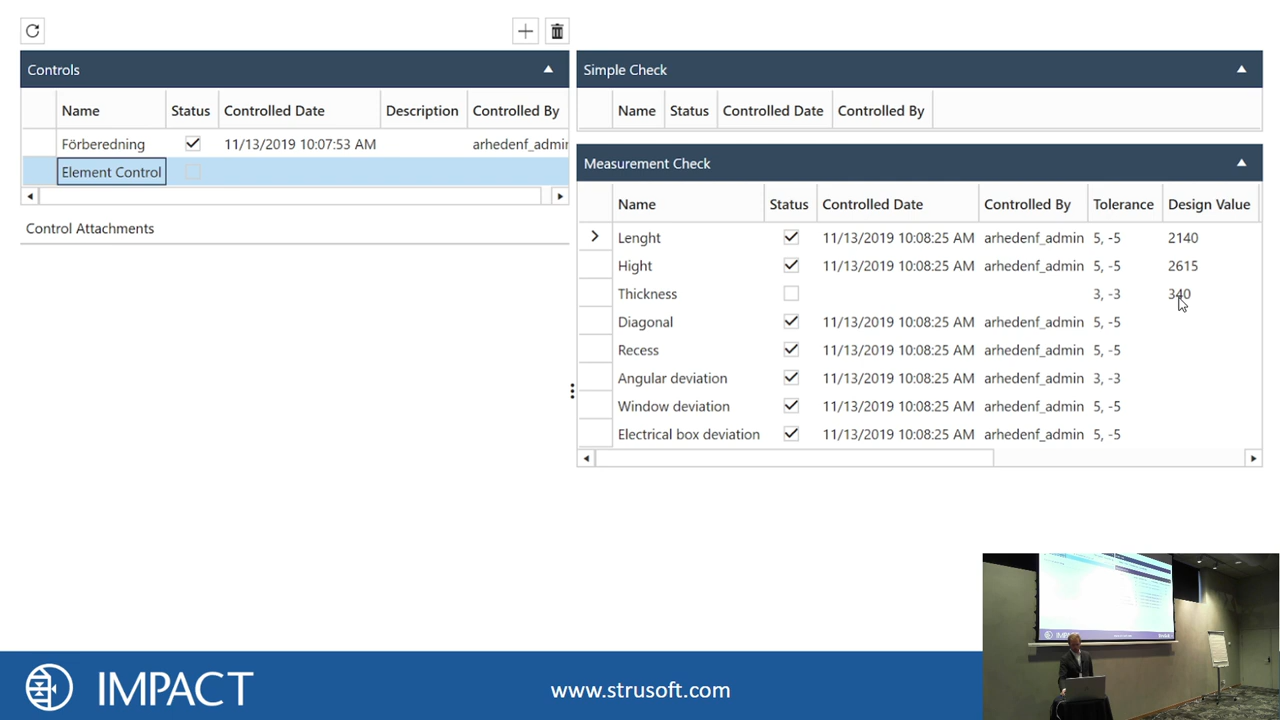 Controls
Name Status Controlled Date Description Controlled By
Förberedning 11/13/2019 10:07:53 AM arhedenf_admin
Element Control
Control Attachments
Simple Check
Name Status Controlled Date Controlled By
Measurement Check
Name Status Controlled Date Controlled By Tolerance Design Value
Lenght 11/13/2019 10:08:25 AM arhedenf_admin 5, -5 2140
Hight 11/13/2019 10:08:25 AM arhedenf_admin 5, -5 2615
Thickness 3, -3 340
Diagonal 11/13/2019 10:08:25 AM arhedenf_admin 5, -5
Recess 11/13/2019 10:08:25 AM arhedenf_admin 5, -5
Angular deviation 11/13/2019 10:08:25 AM arhedenf_admin 3, -3
Window deviation 11/13/2019 10:08:25 AM arhedenf_admin 5, -5
Electrical box deviation 11/13/2019 10:08:25 AM arhedenf_admin 5, -5
IMPACT
www.strusoft.com